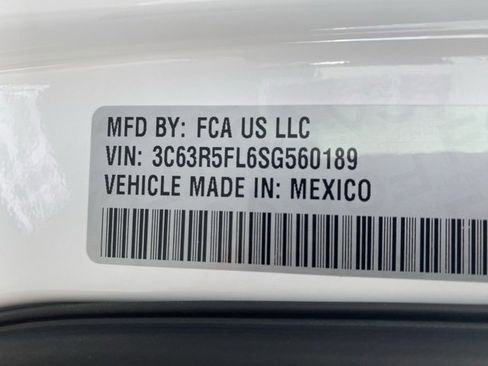 MFD BY: FCA US LLC
VIN: 3C63R5FL6SG560189
VEHICLE MADE IN: MEXICO